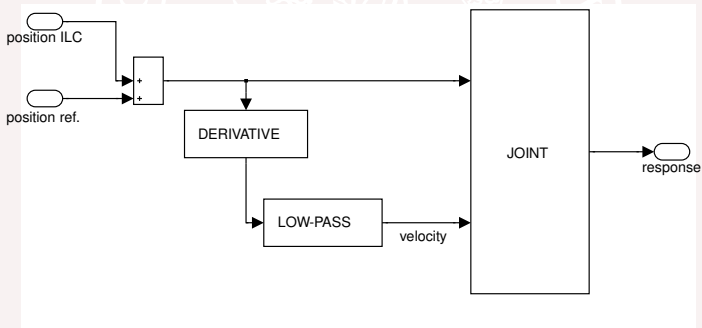 position ILC
+
+
position ref.
DERIVATIVE
JOINT
response
LOW-PASS
velocity